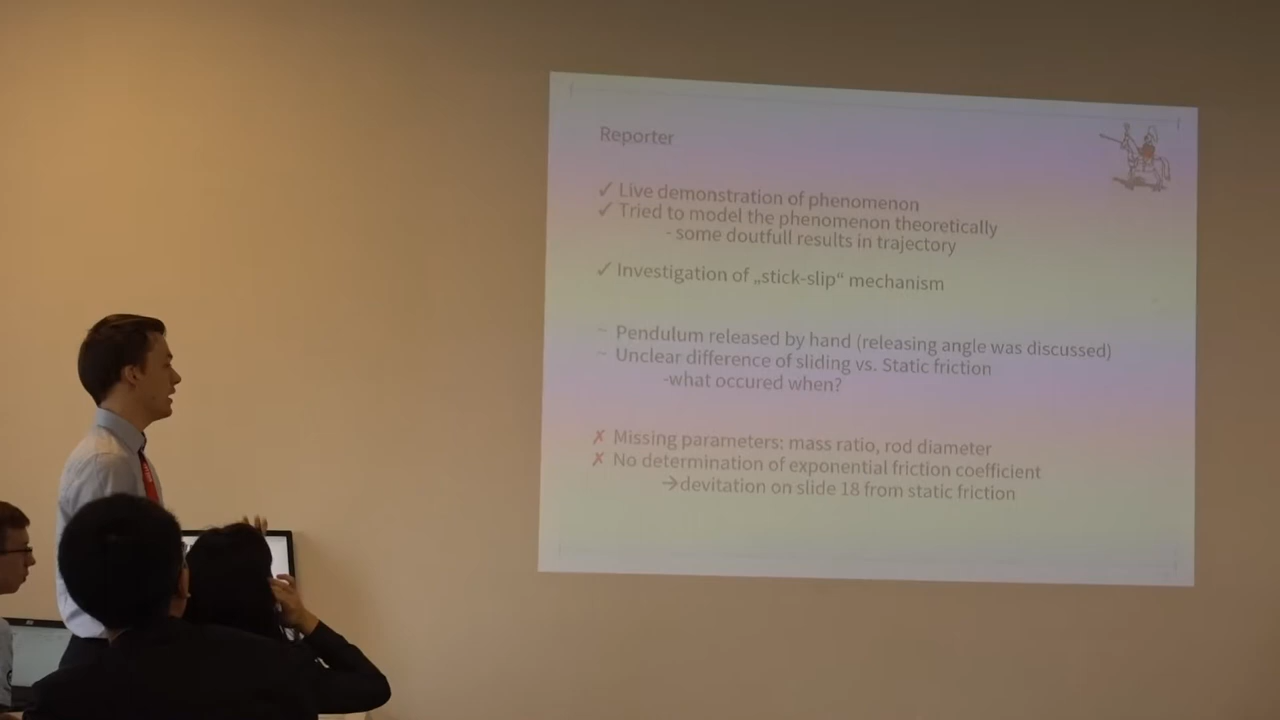 Reporter
✓ Live demonstration of phenomenon
✓ Tried to model the phenomenon theoretically
- some doutfull results in trajectory
✓ Investigation of „stick-slip“ mechanism
~ Pendulum released by hand (releasing angle was discussed)
~ Unclear difference of sliding vs. Static friction
-what occured when?
✗ Missing parameters: mass ratio, rod diameter
✗ No determination of exponential friction coefficient
→devitation on slide 18 from static friction